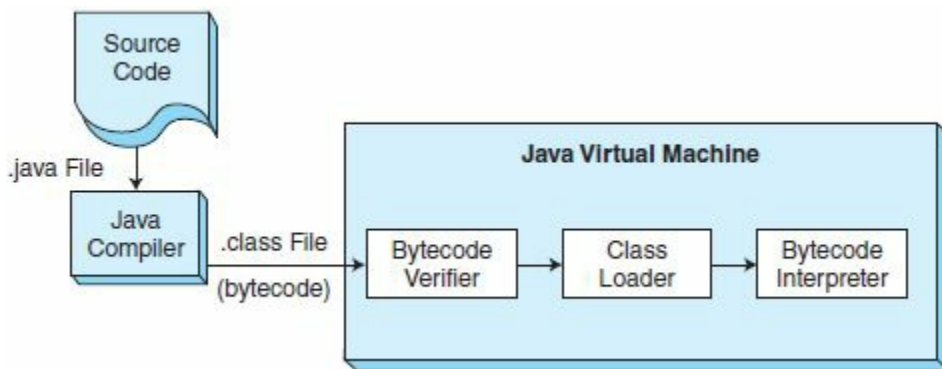 Source
Code
.java File
Java
Compiler
.class File
(bytecode)
Java Virtual Machine
Bytecode
Verifier
Class
Loader
Bytecode
Interpreter